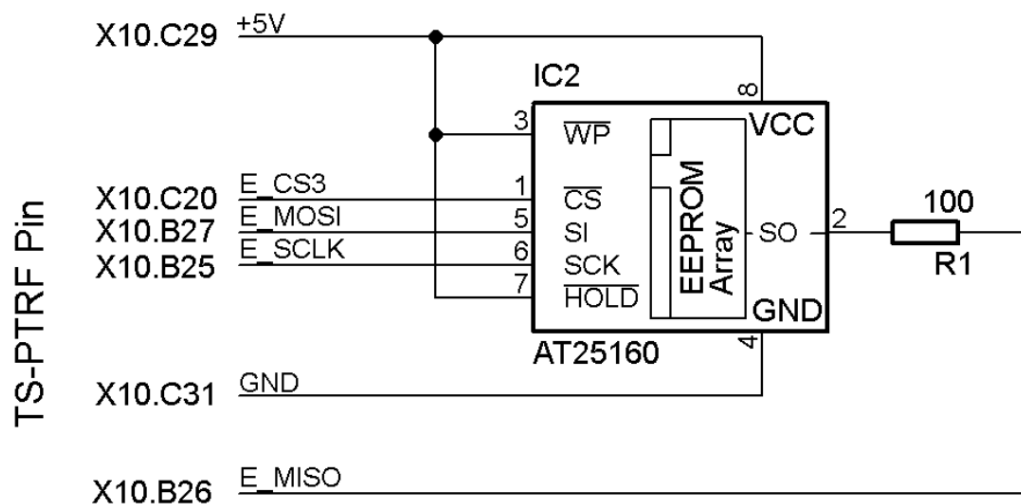 X10.C29 +5V
IC2
8
3 WP VCC
X10.C20 E_CS3 1 CS
X10.B27 E_MOSI 5 SI
X10.B25 E_SCLK 6 SCK
7 HOLD
EEPROM
Array
SO 2
100
R1
GND
4
AT25160
X10.C31 GND
X10.B26 E_MISO
TS-PTRF Pin